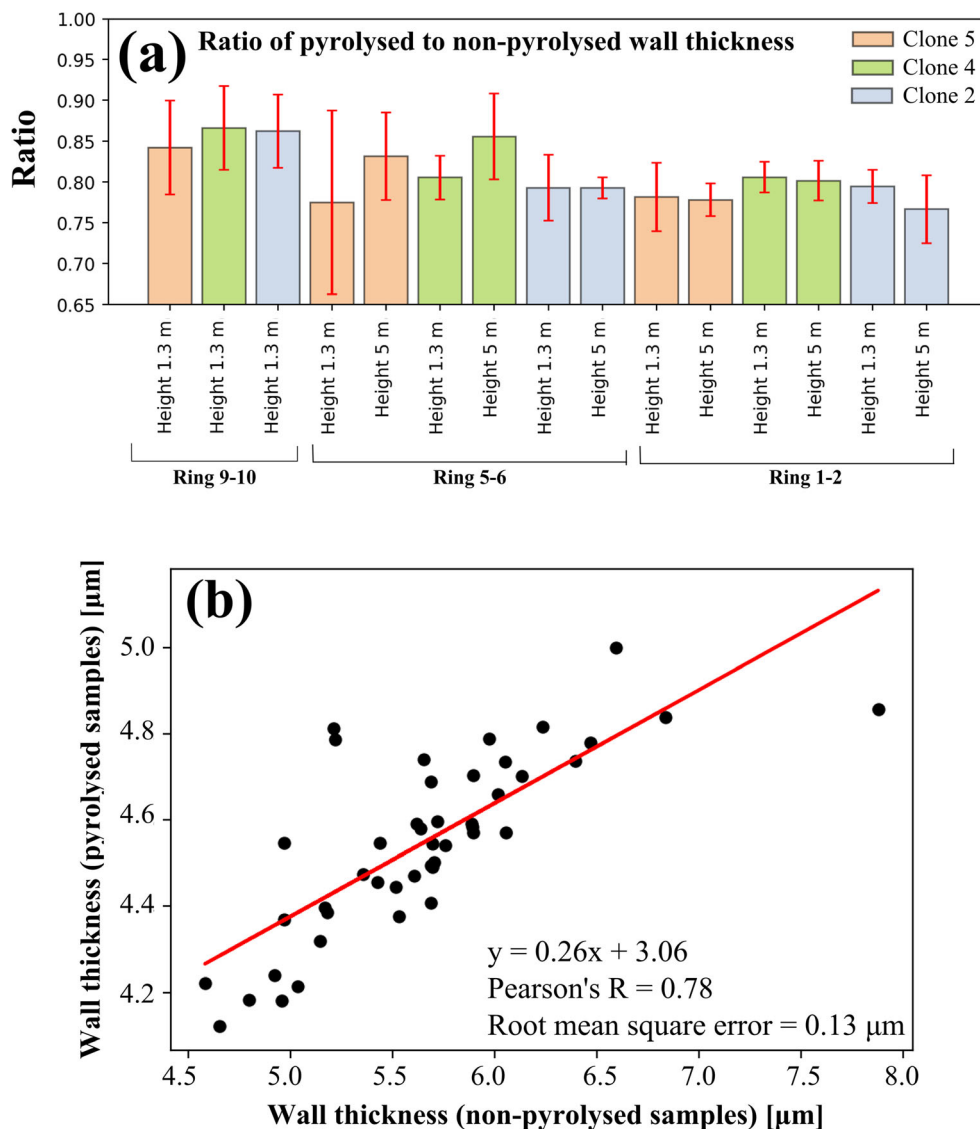 (a)
Ratio of pyrolysed to non-pyrolysed wall thickness
Clone 5
Clone 4
Clone 2
Ratio
1.00
0.95
0.90
0.85
0.80
0.75
0.70
0.65
Height 1.3 m
Height 1.3 m
Height 1.3 m
Height 1.3 m
Height 5 m
Height 1.3 m
Height 5 m
Height 1.3 m
Height 5 m
Height 1.3 m
Height 5 m
Height 1.3 m
Height 5 m
Height 1.3 m
Height 5 m
Ring 9-10
Ring 5-6
Ring 1-2
(b)
Wall thickness (pyrolysed samples) [µm]
5.0
4.8
4.6
4.4
4.2
y = 0.26x + 3.06
Pearson's R = 0.78
Root mean square error = 0.13 µm
4.5 5.0 5.5 6.0 6.5 7.0 7.5 8.0
Wall thickness (non-pyrolysed samples) [µm]